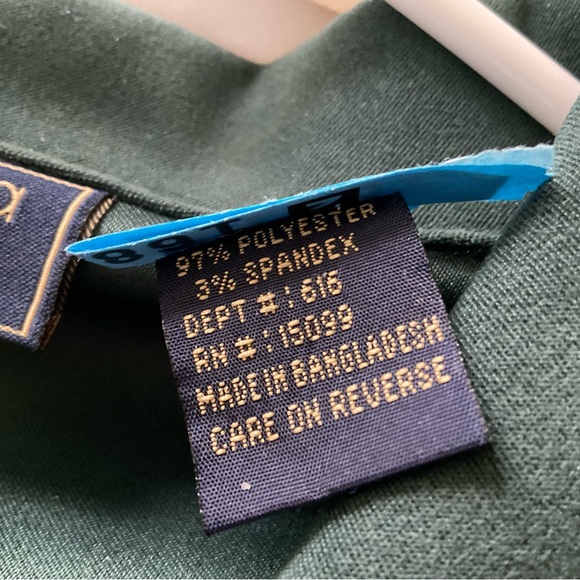 97% POLYESTER
3% SPANDEX
DEPT #: 616
RN #: 15099
MADE IN BANGLADESH
CARE ON REVERSE